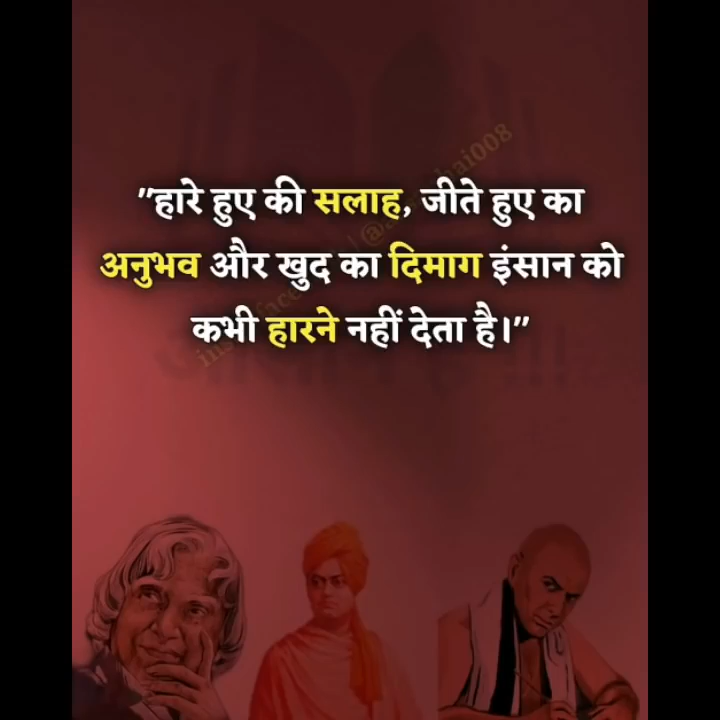 "हारे हुए की सलाह, जीते हुए का
अनुभव और खुद का दिमाग इंसान को
कभी हारने नहीं देता है।"